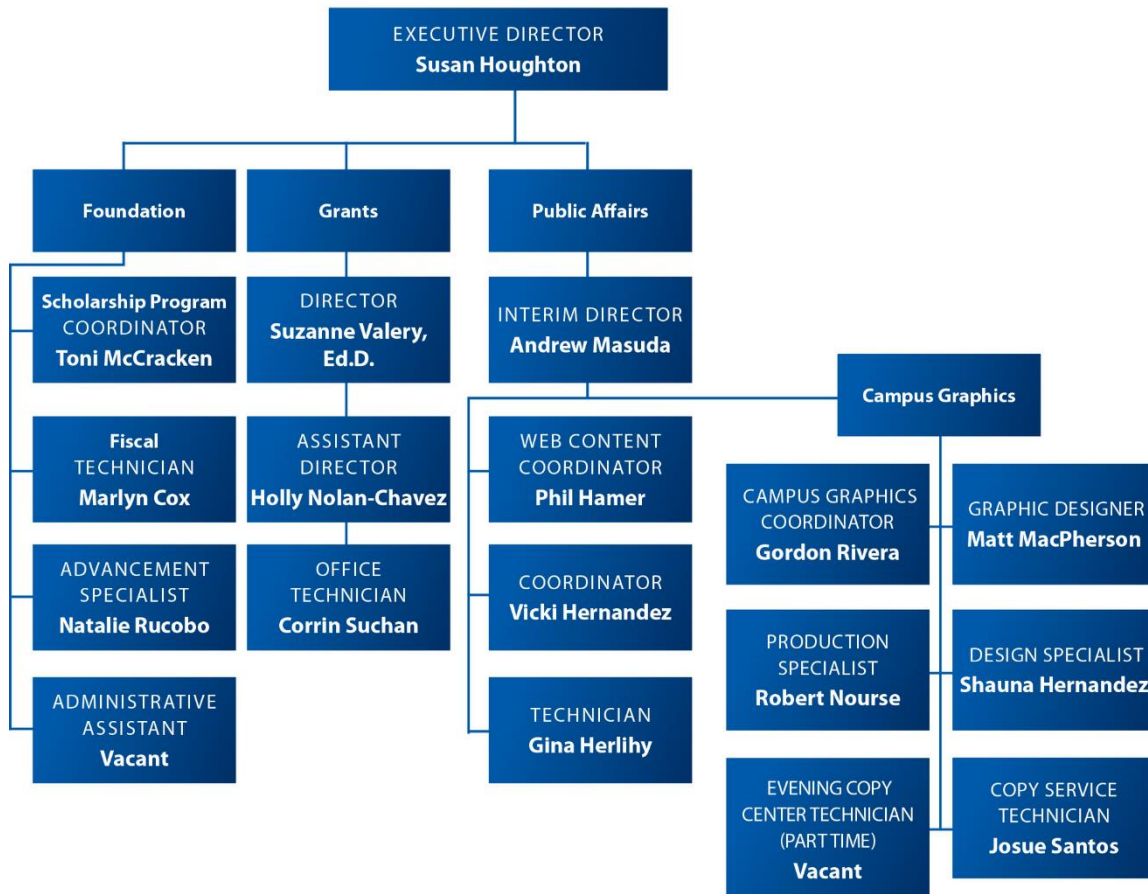 EXECUTIVE DIRECTOR
Susan Houghton
Foundation
Grants
Public Affairs
Scholarship Program
COORDINATOR
Toni McCracken
DIRECTOR
Suzanne Valery,
Ed.D.
INTERIM DIRECTOR
Andrew Masuda
Campus Graphics
Fiscal
TECHNICIAN
Marlyn Cox
ASSISTANT
DIRECTOR
Holly Nolan-Chavez
WEB CONTENT
COORDINATOR
Phil Hamer
CAMPUS GRAPHICS
COORDINATOR
Gordon Rivera
GRAPHIC DESIGNER
Matt MacPherson
ADVANCEMENT
SPECIALIST
Natalie Rucobo
OFFICE
TECHNICIAN
Corrin Suchan
COORDINATOR
Vicki Hernandez
PRODUCTION
SPECIALIST
Robert Nourse
DESIGN SPECIALIST
Shauna Hernandez
ADMINISTRATIVE
ASSISTANT
Vacant
TECHNICIAN
Gina Herlihy
EVENING COPY
CENTER TECHNICIAN
(PART TIME)
Vacant
COPY SERVICE
TECHNICIAN
Josue Santos